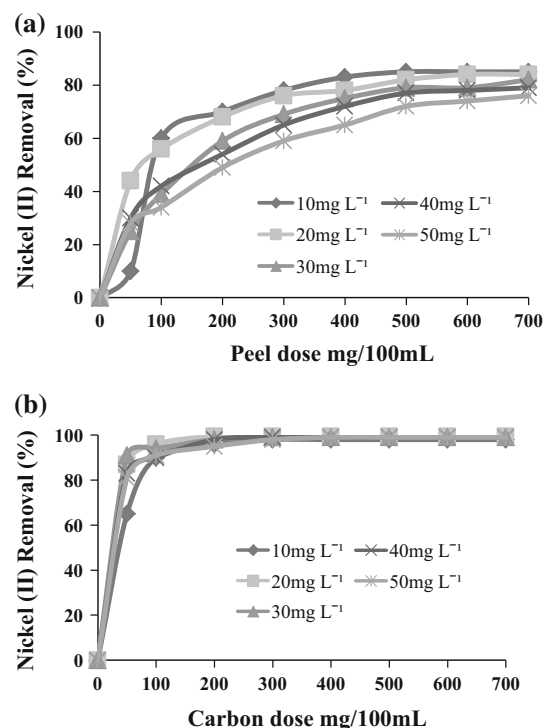 (a)
100
80
60
40
20
0
Nickel (II) Removal (%)
10mg L⁻¹
40mg L⁻¹
20mg L⁻¹
50mg L⁻¹
30mg L⁻¹
0 100 200 300 400 500 600 700
Peel dose mg/100mL
(b)
100
80
60
40
20
0
Nickel (II) Removal (%)
10mg L⁻¹
40mg L⁻¹
20mg L⁻¹
50mg L⁻¹
30mg L⁻¹
0 100 200 300 400 500 600 700
Carbon dose mg/100mL